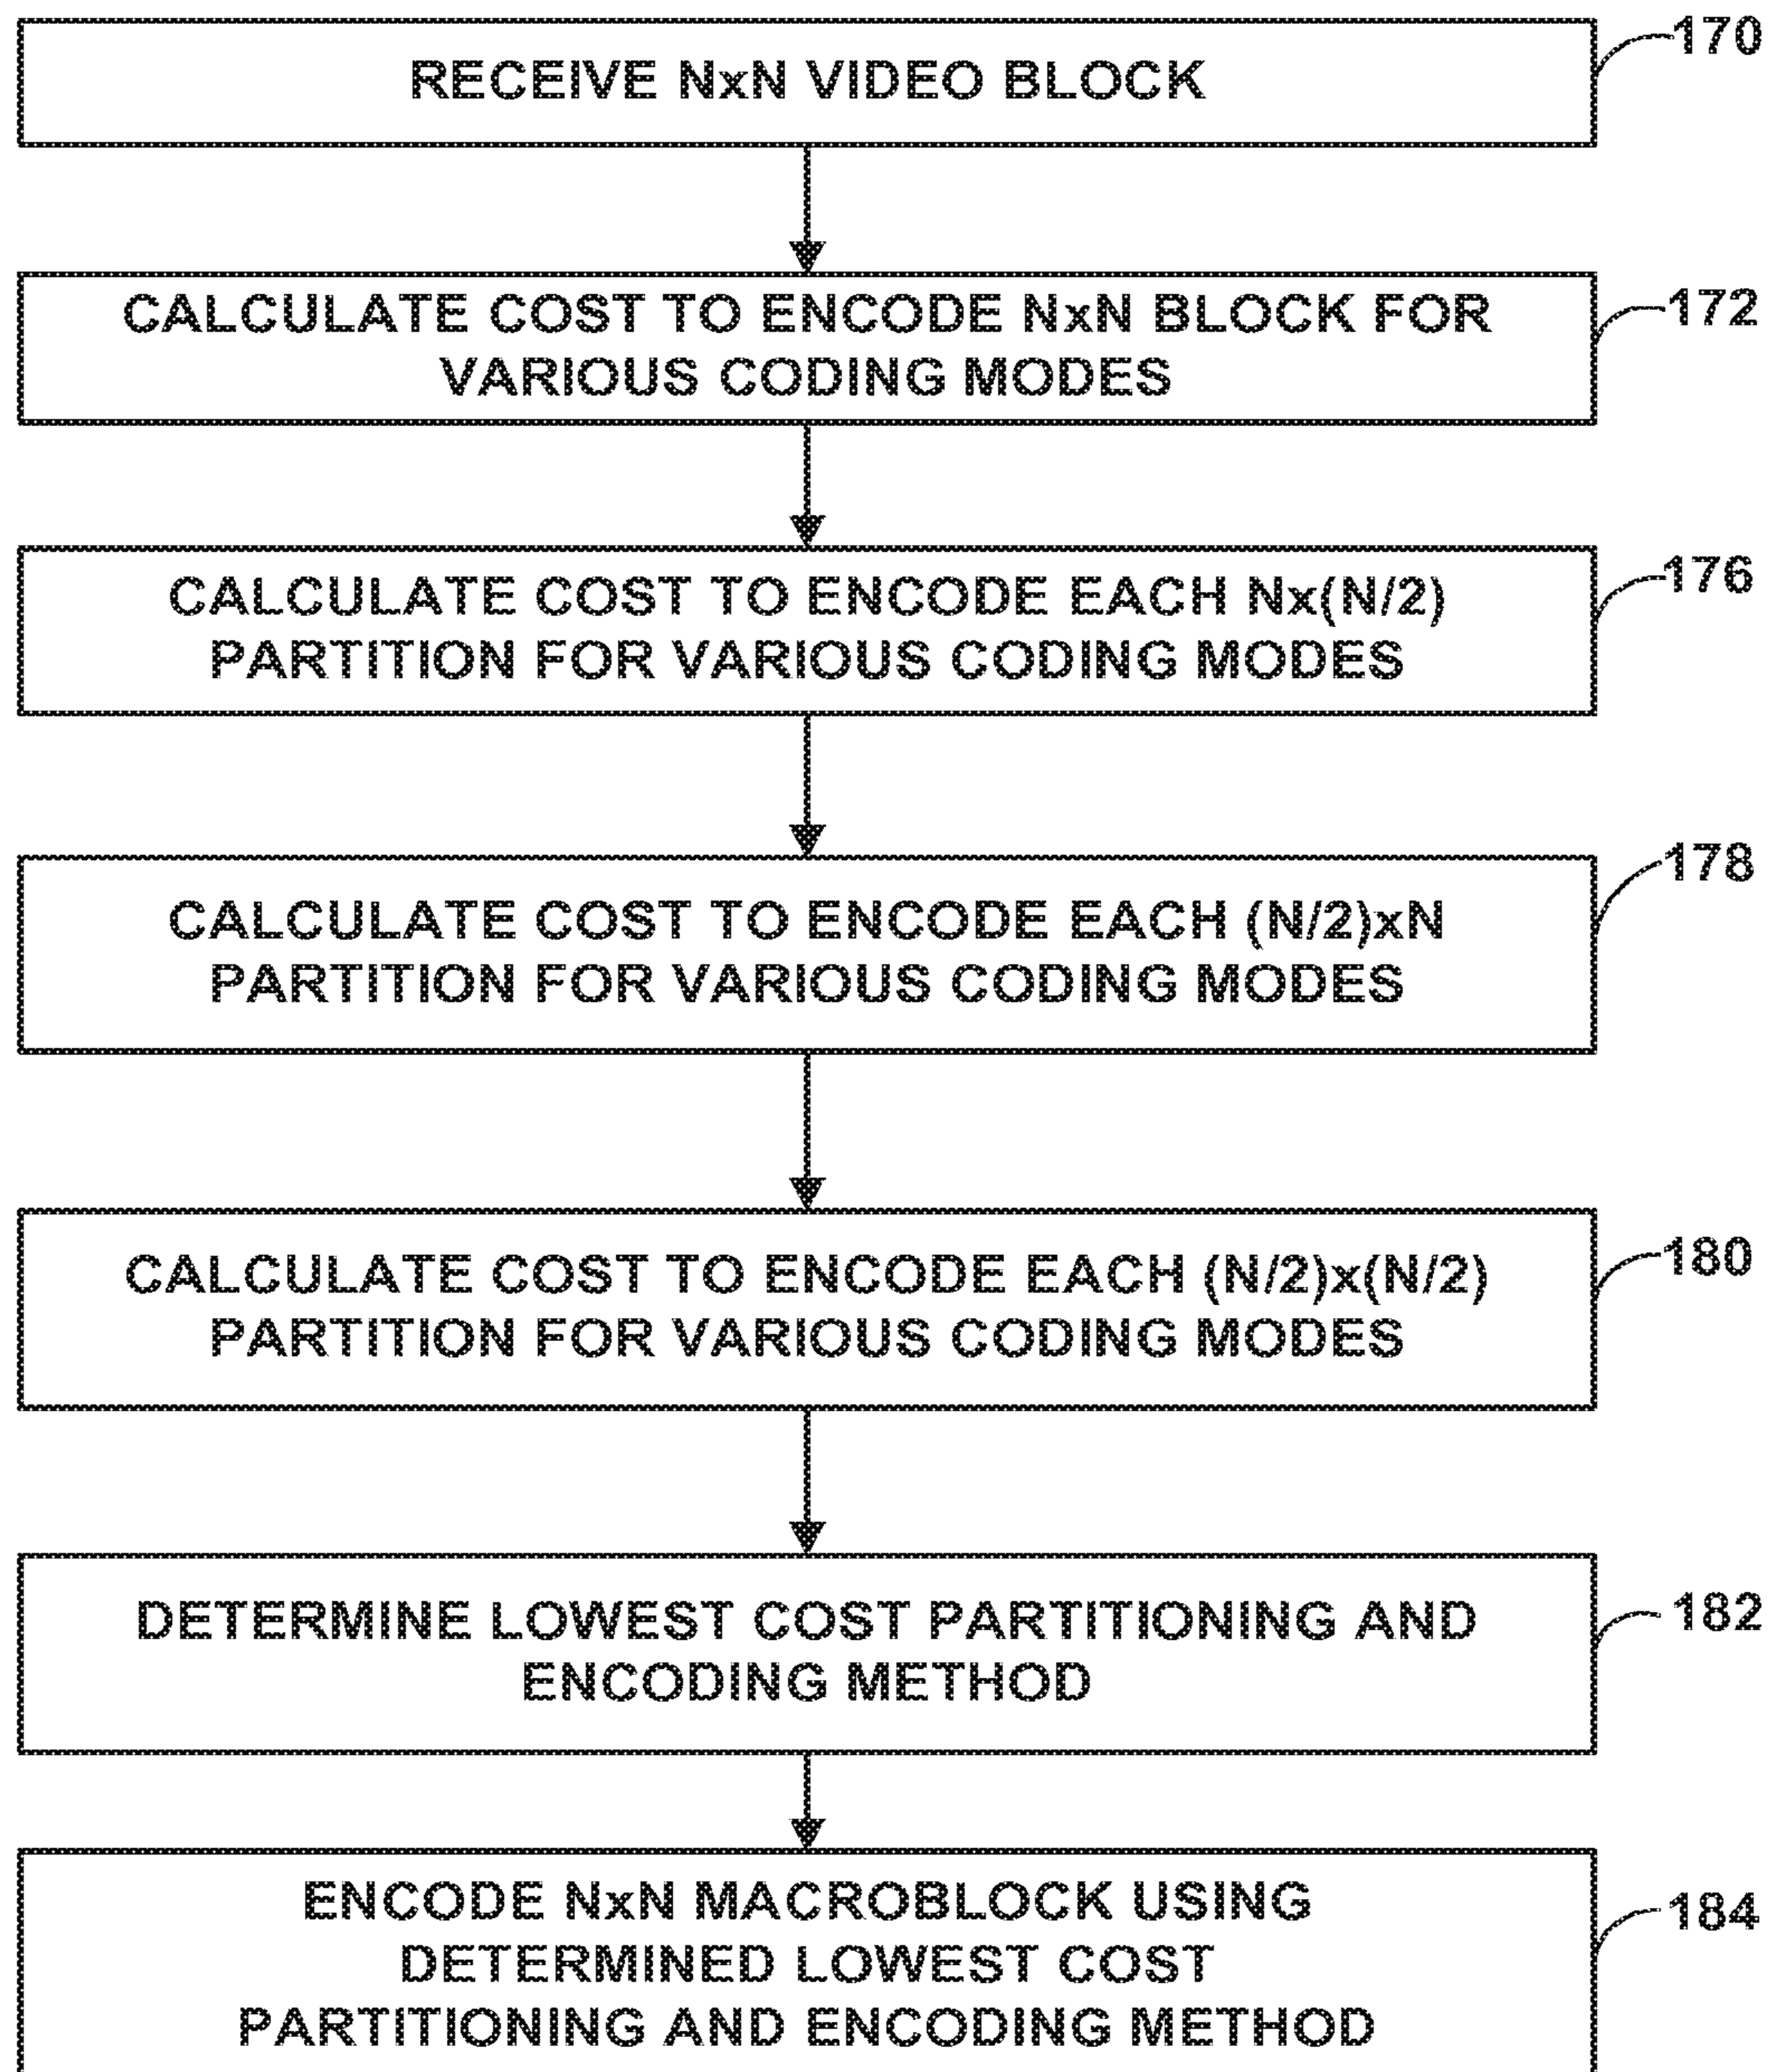 RECEIVE NxN VIDEO BLOCK
170
CALCULATE COST TO ENCODE NxN BLOCK FOR
VARIOUS CODING MODES
172
CALCULATE COST TO ENCODE EACH Nx(N/2)
PARTITION FOR VARIOUS CODING MODES
176
CALCULATE COST TO ENCODE EACH (N/2)xN
PARTITION FOR VARIOUS CODING MODES
178
CALCULATE COST TO ENCODE EACH (N/2)x(N/2)
PARTITION FOR VARIOUS CODING MODES
180
DETERMINE LOWEST COST PARTITIONING AND
ENCODING METHOD
182
ENCODE NxN MACROBLOCK USING
DETERMINED LOWEST COST
PARTITIONING AND ENCODING METHOD
184